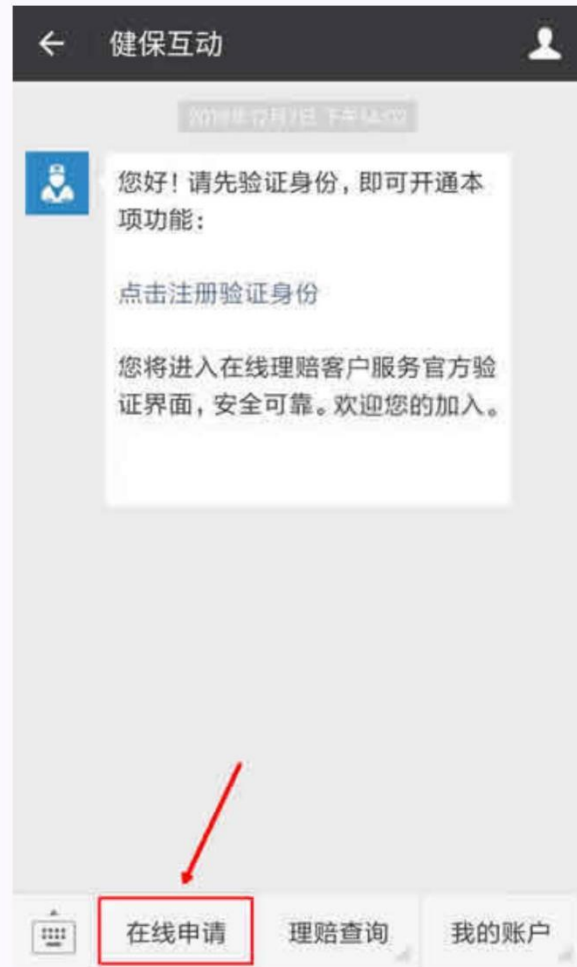 健保互动
您好！请先验证身份，即可开通本
项功能：
点击注册验证身份
您将进入在线理赔客户服务官方验
证界面，安全可靠。欢迎您的加入。
在线申请
理赔查询
我的账户